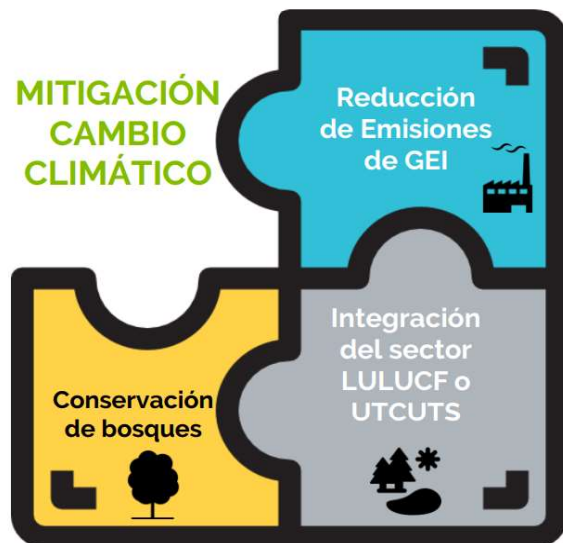 MITIGACIÓN
CAMBIO
CLIMÁTICO
Reducción
de Emisiones
de GEI
Integración
del sector
LULUCF o
UTCUTS
Conservación
de bosques